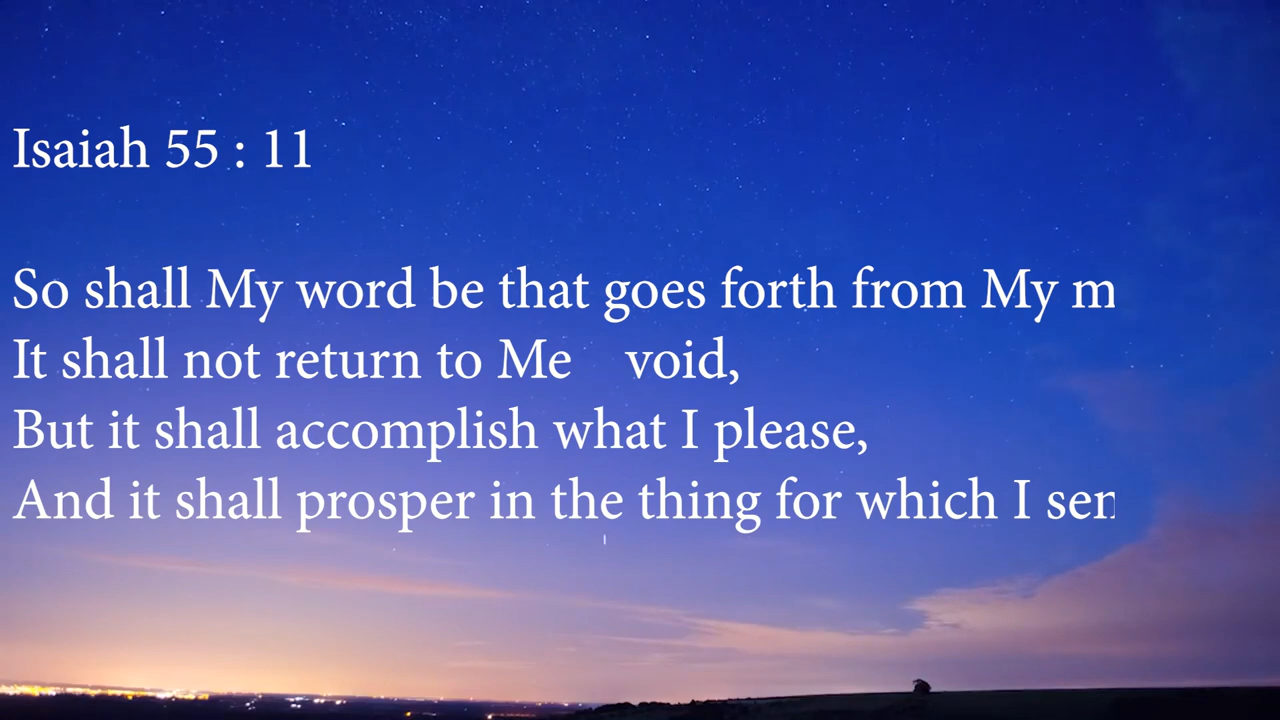 Isaiah 55 : 11
So shall My word be that goes forth from My m
It shall not return to Me void,
But it shall accomplish what I please,
And it shall prosper in the thing for which I